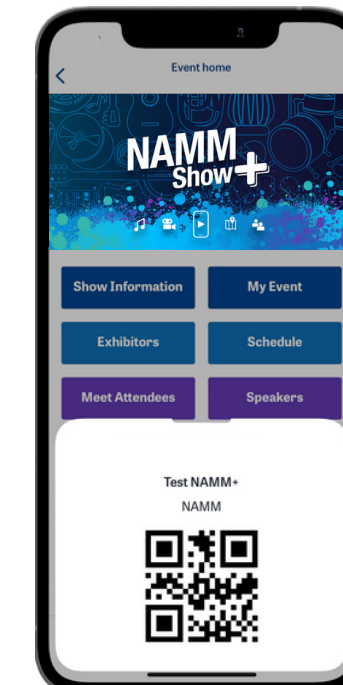 Event home
NAMM
Show+
Show Information
My Event
Exhibitors
Schedule
Meet Attendees
Speakers
Test NAMM+
NAMM